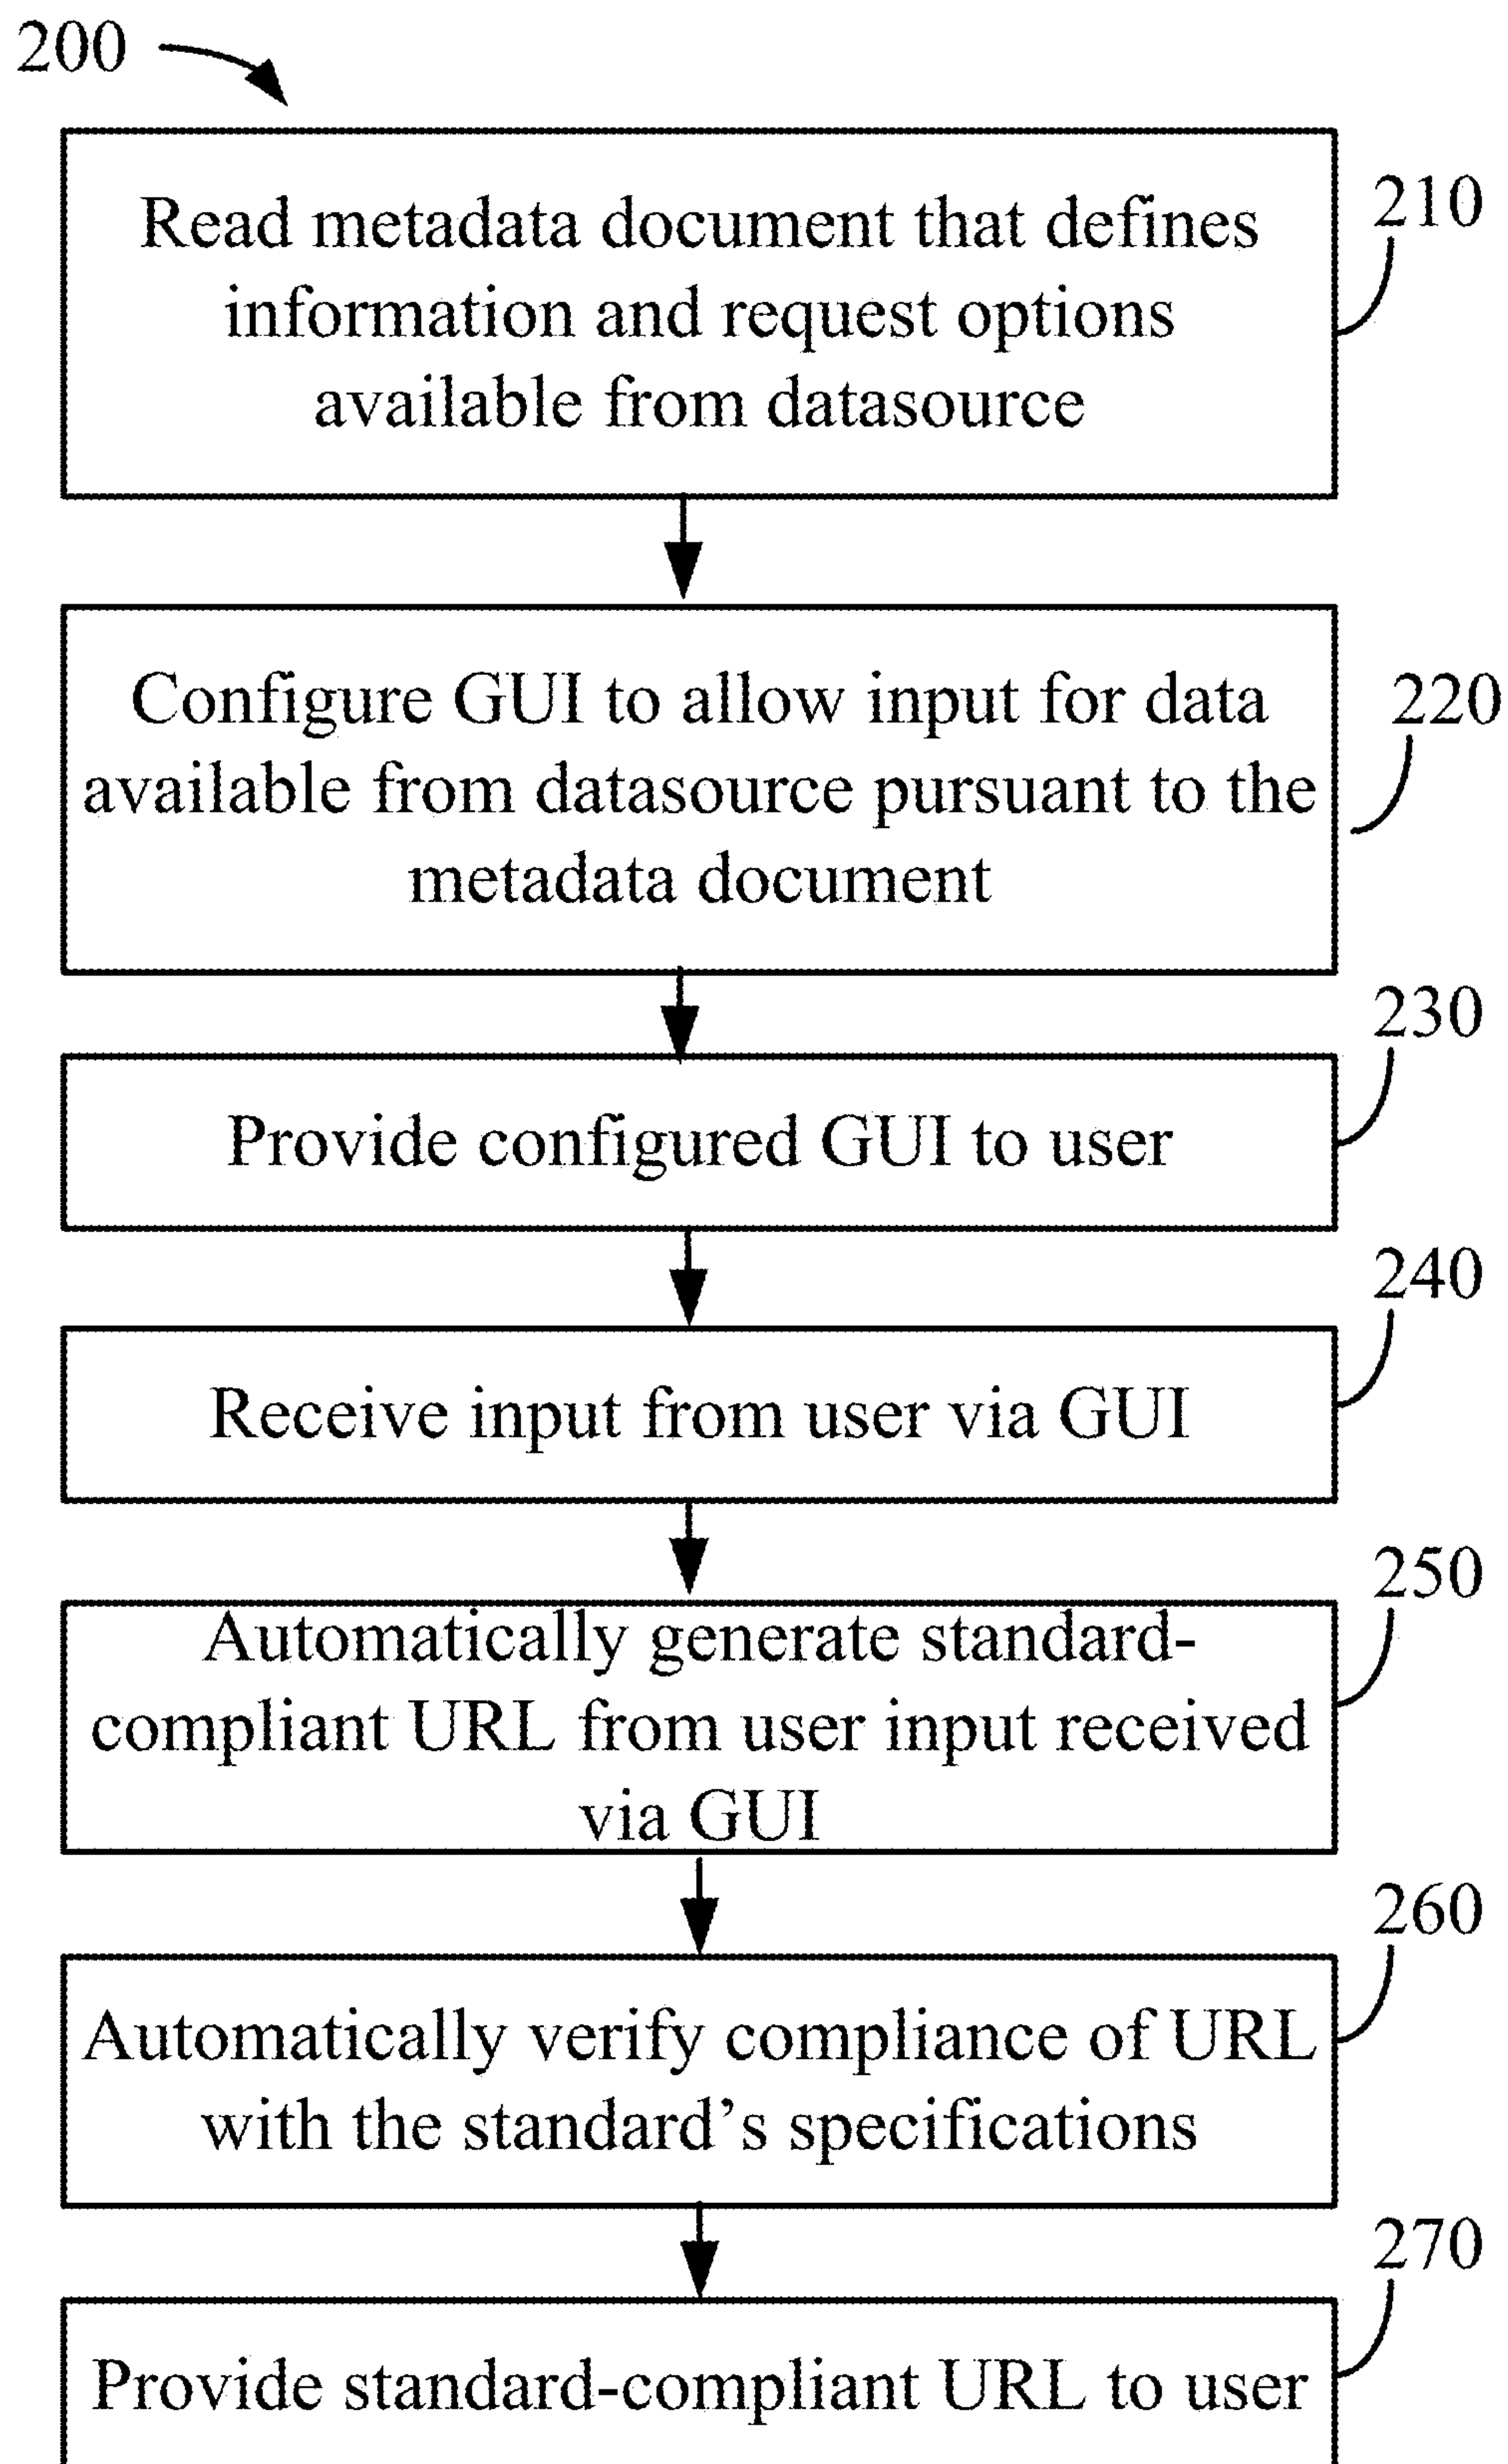 200
Read metadata document that defines
information and request options
available from datasource
210
Configure GUI to allow input for data
available from datasource pursuant to the
metadata document
220
Provide configured GUI to user
230
Receive input from user via GUI
240
Automatically generate standard-
compliant URL from user input received
via GUI
250
Automatically verify compliance of URL
with the standard’s specifications
260
Provide standard-compliant URL to user
270